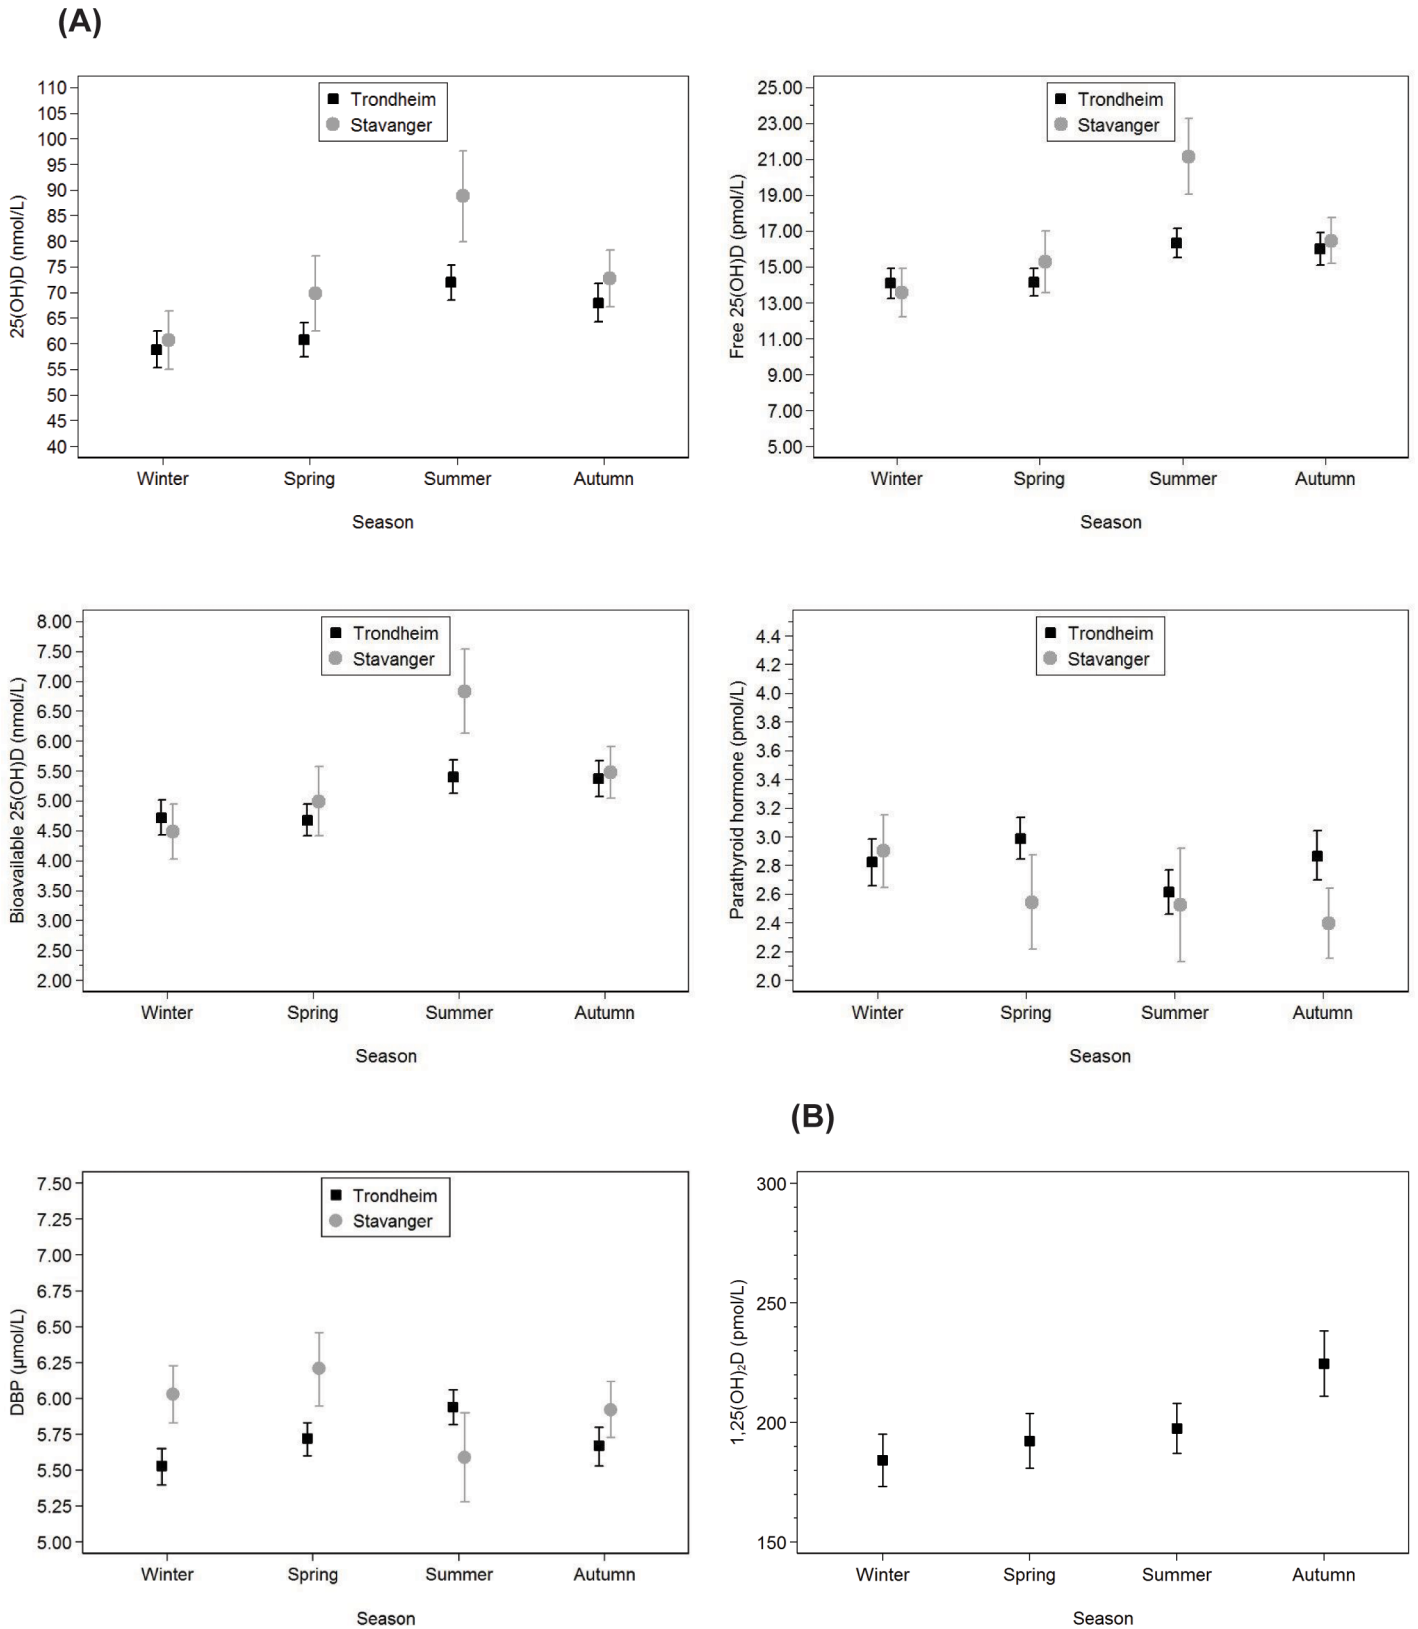 (A)
110
105
100
95
90
85
80
75
70
65
60
55
50
45
40
25(OH)D (nmol/L)
Trondheim
Stavanger
Winter Spring Summer Autumn
Season
25.00
23.00
21.00
19.00
17.00
15.00
13.00
11.00
9.00
7.00
5.00
Free 25(OH)D (pmol/L)
Trondheim
Stavanger
Winter Spring Summer Autumn
Season
8.00
7.50
7.00
6.50
6.00
5.50
5.00
4.50
4.00
3.50
3.00
2.50
2.00
Bioavailable 25(OH)D (nmol/L)
Trondheim
Stavanger
Winter Spring Summer Autumn
Season
4.4
4.2
4.0
3.8
3.6
3.4
3.2
3.0
2.8
2.6
2.4
2.2
2.0
Parathyroid hormone (pmol/L)
Trondheim
Stavanger
Winter Spring Summer Autumn
Season
7.50
7.25
7.00
6.75
6.50
6.25
6.00
5.75
5.50
5.25
5.00
DBP (µmol/L)
Trondheim
Stavanger
Winter Spring Summer Autumn
Season
(B)
300
250
200
150
1,25(OH)₂D (pmol/L)
Winter Spring Summer Autumn
Season